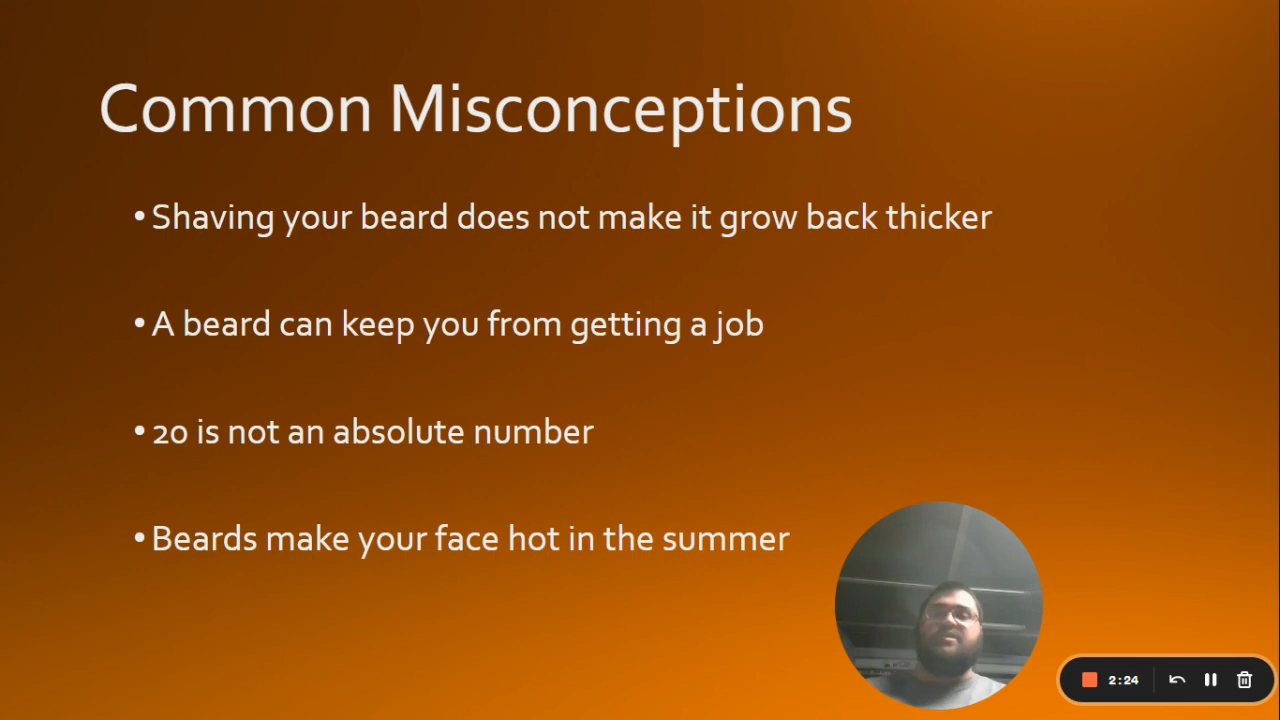 Common Misconceptions
•Shaving your beard does not make it grow back thicker
•A beard can keep you from getting a job
•20 is not an absolute number
•Beards make your face hot in the summer
2:24